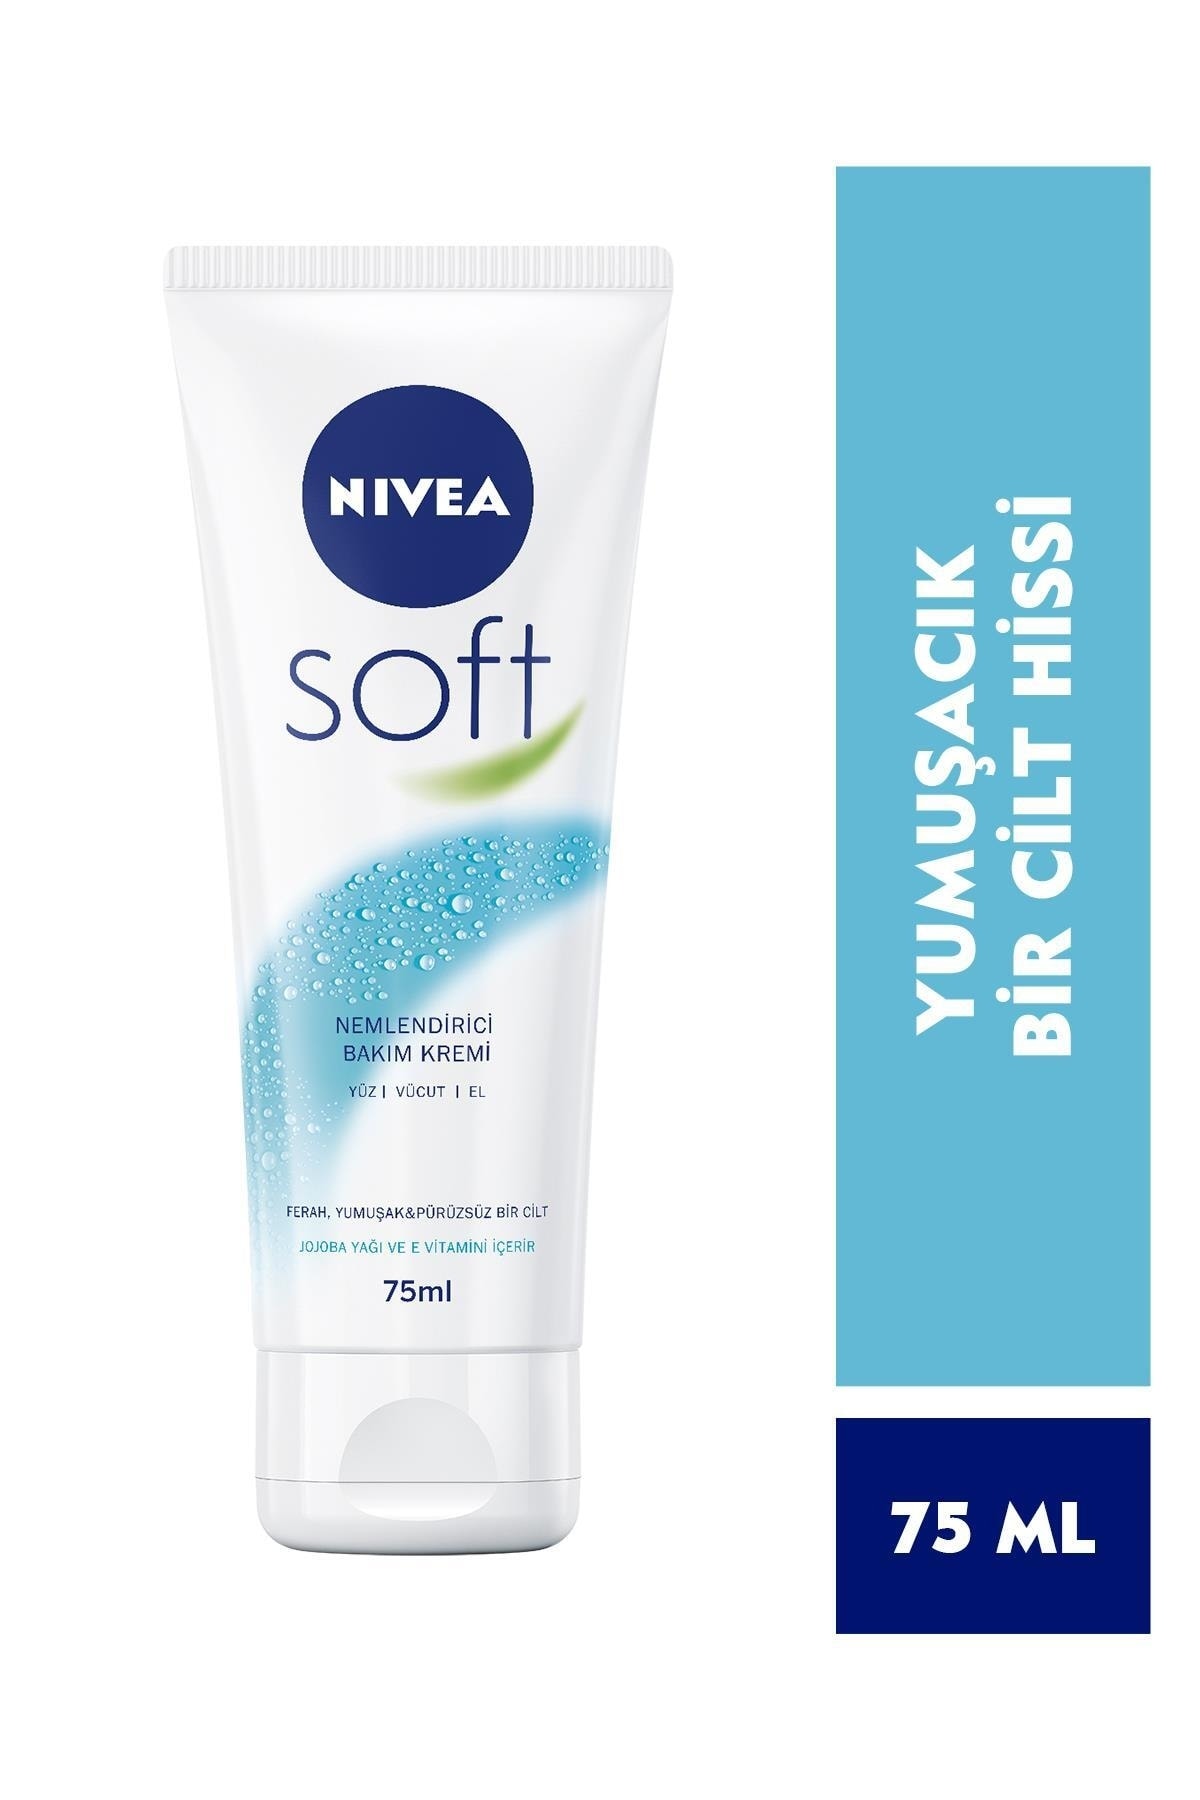 NIVEA
soft
NEMLENDİRİCİ
BAKIM KREMİ
YÜZ | VÜCUT | EL
FERAH, YUMUŞAK&PÜRÜZSÜZ BİR CİLT
JOJOBA YAĞI VE E VİTAMİNİ İÇERİR
75ml
YUMUŞACIK
BİR CİLT HİSSİ
75 ML